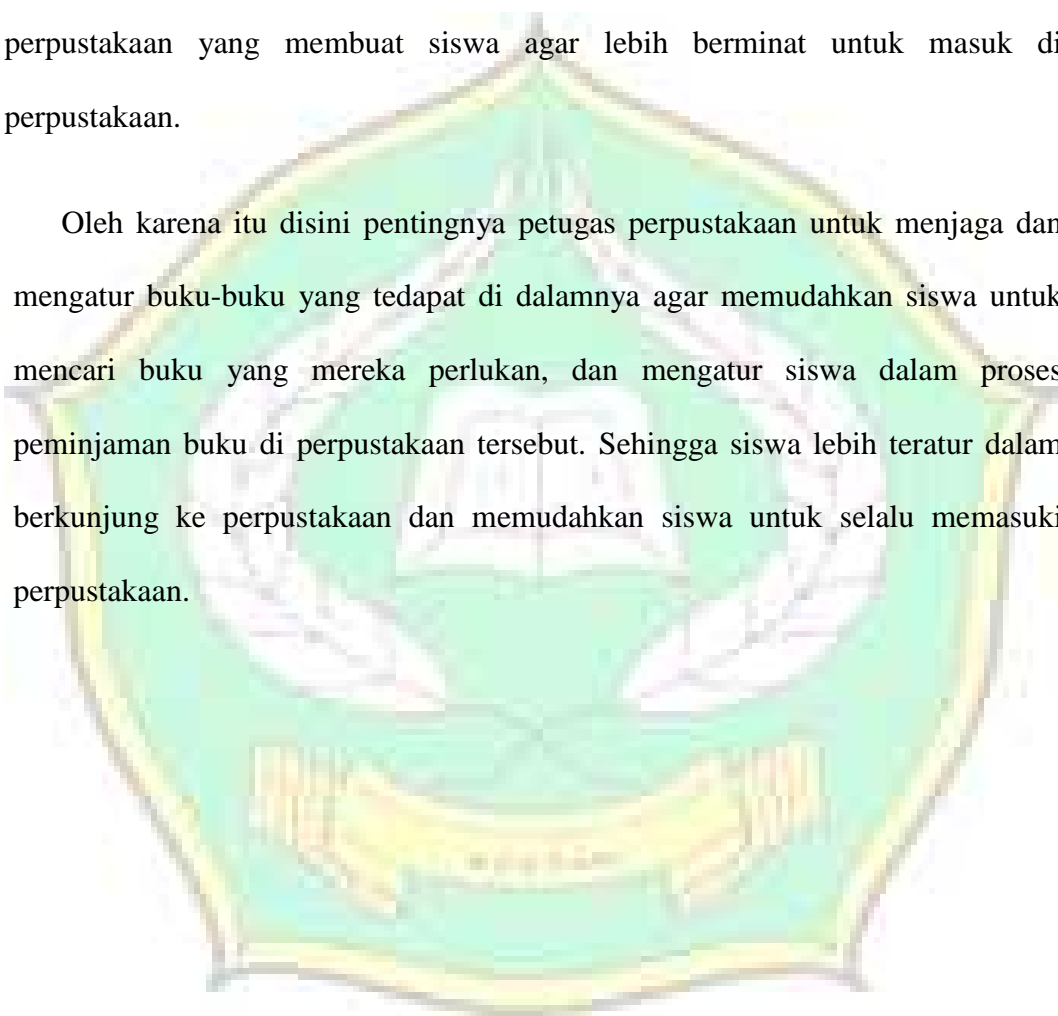 perpustakaan yang membuat siswa agar lebih berminat untuk masuk di
perpustakaan.
Oleh karena itu disini pentingnya petugas perpustakaan untuk menjaga dan
mengatur buku-buku yang tedapat di dalamnya agar memudahkan siswa untuk
mencari buku yang mereka perlukan, dan mengatur siswa dalam proses
peminjaman buku di perpustakaan tersebut. Sehingga siswa lebih teratur dalam
berkunjung ke perpustakaan dan memudahkan siswa untuk selalu memasuki
perpustakaan.